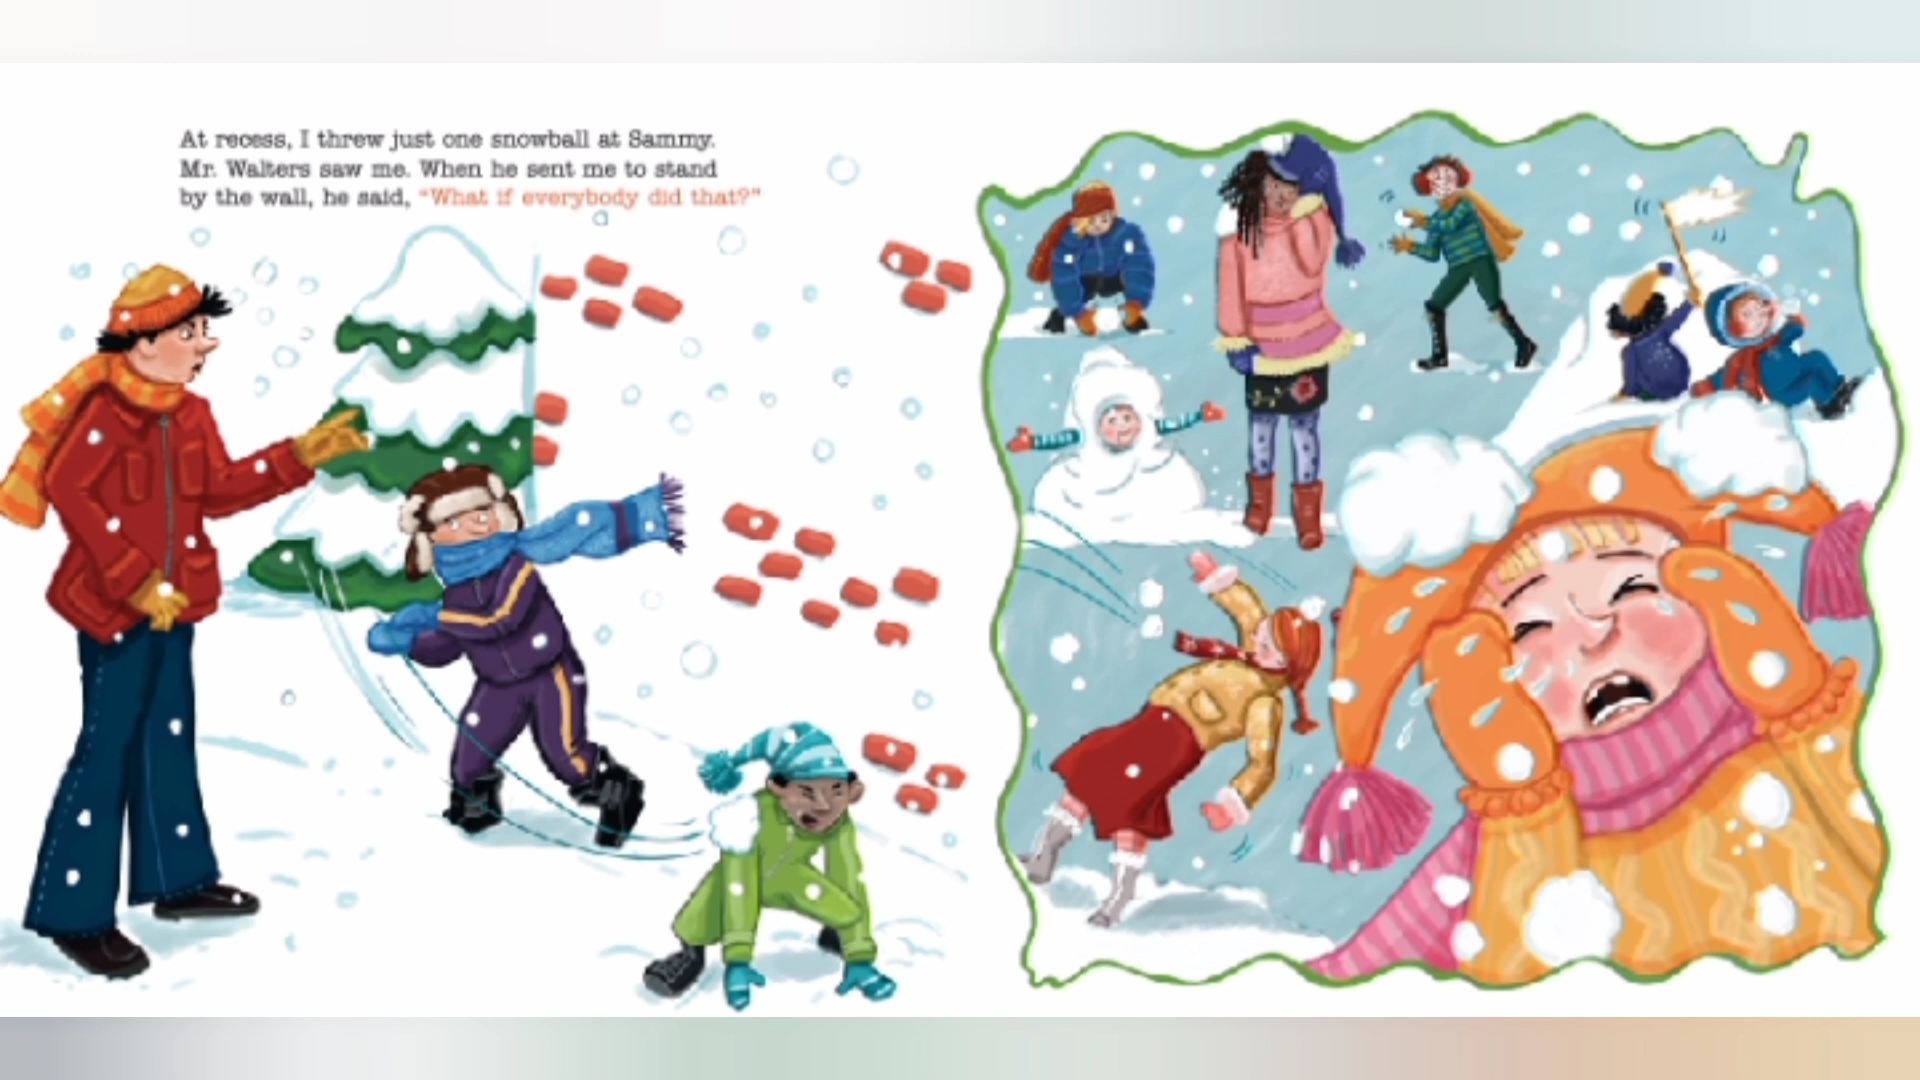 At recess, I threw just one snowball at Sammy.
Mr. Walters saw me. When he sent me to stand
by the wall, he said, “What if everybody did that?”